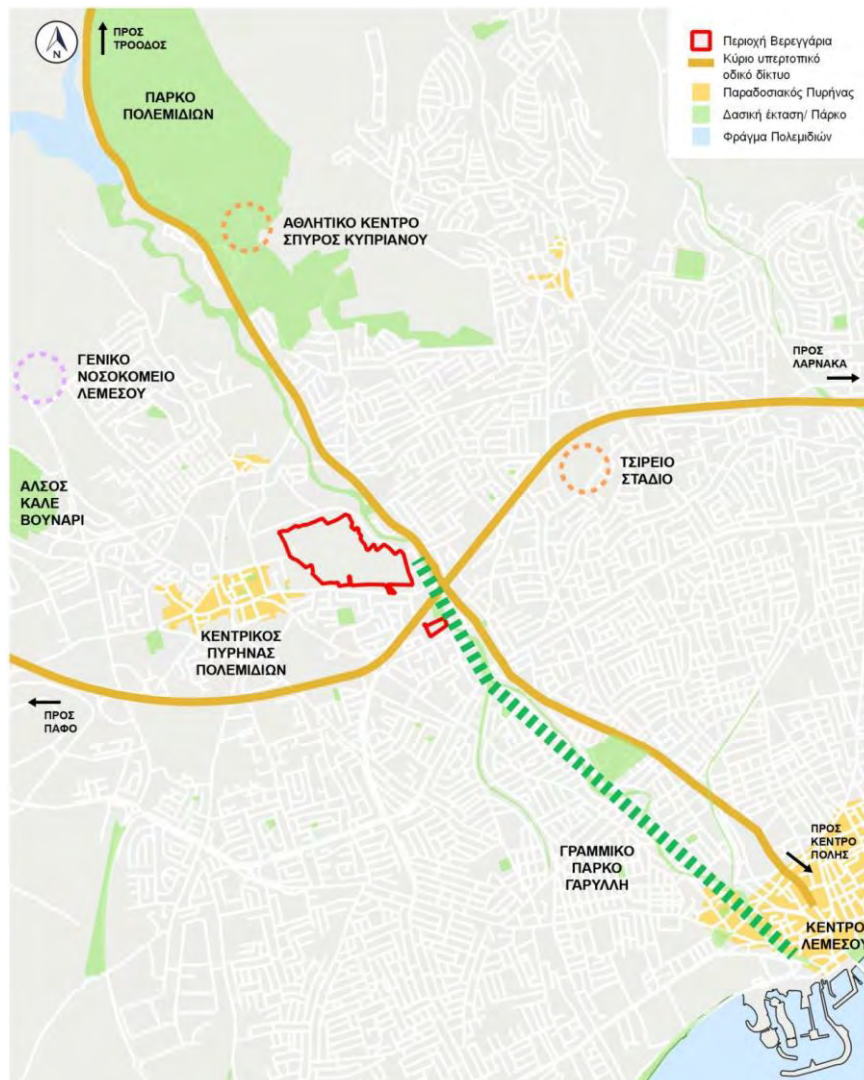 ΠΡΟΣ
ΤΡΟΟΔΟΣ
N
ΠΑΡΚΟ
ΠΟΛΕΜΙΔΙΩΝ
Περιοχή Βερεγγάρια
Κύριο υπερτοπικό
οδικό δίκτυο
Παραδοσιακός Πυρήνας
Δασική έκταση/ Πάρκο
Φράγμα Πολεμιδιών
ΑΘΛΗΤΙΚΟ ΚΕΝΤΡΟ
ΣΠΥΡΟΣ ΚΥΠΡΙΑΝΟΥ
ΓΕΝΙΚΟ
ΝΟΣΟΚΟΜΕΙΟ
ΛΕΜΕΣΟΥ
ΠΡΟΣ
ΛΑΡΝΑΚΑ
ΤΣΙΡΕΙΟ
ΣΤΑΔΙΟ
ΑΛΣΟΣ
ΚΑΛΕ
ΒΟΥΝΑΡΙ
ΚΕΝΤΡΙΚΟΣ
ΠΥΡΗΝΑΣ
ΠΟΛΕΜΙΔΙΩΝ
ΠΡΟΣ
ΠΑΦΟ
ΠΡΟΣ
ΚΕΝΤΡΟ
ΠΟΛΗΣ
ΓΡΑΜΜΙΚΟ
ΠΑΡΚΟ
ΓΑΡΥΛΛΗ
ΚΕΝΤΡΟ
ΛΕΜΕΣΟΥ